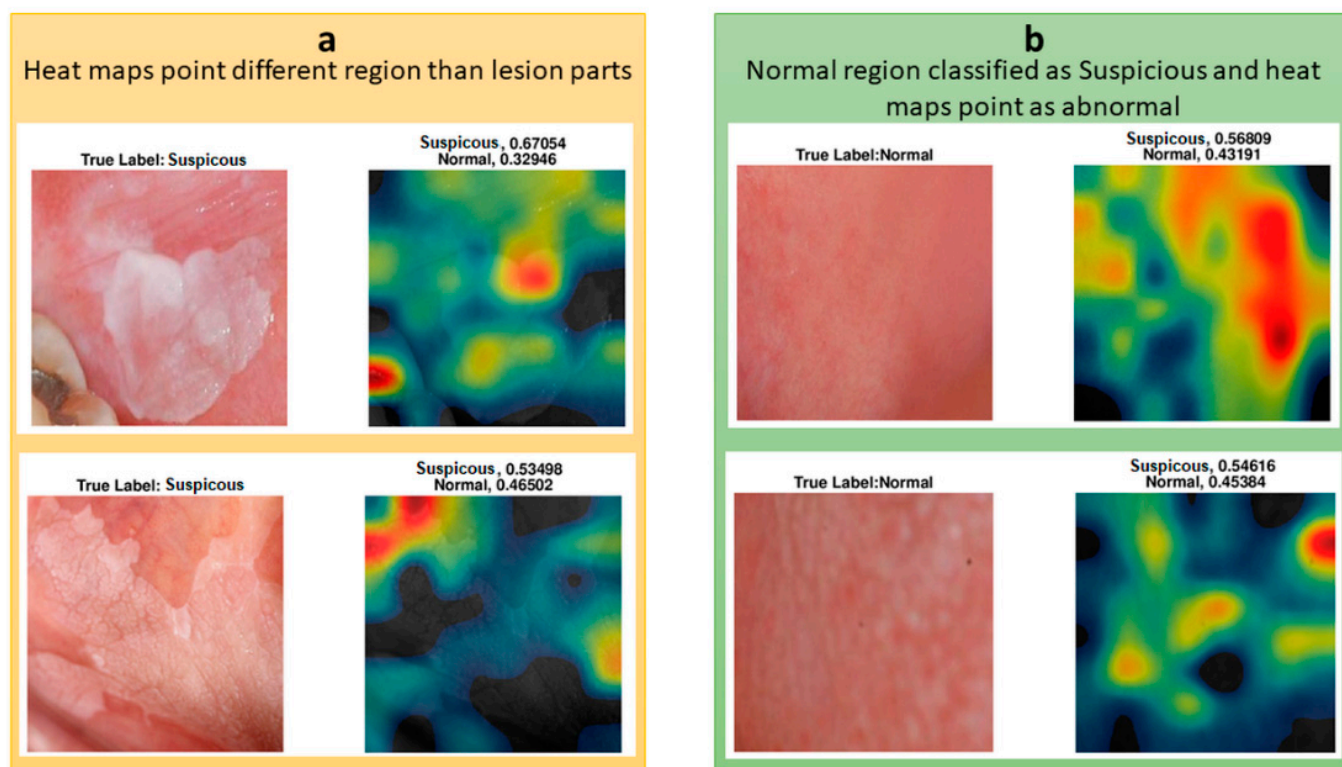 a
Heat maps point different region than lesion parts
True Label: Suspicous
Suspicous, 0.67054
Normal, 0.32946
True Label: Suspicous
Suspicous, 0.53498
Normal, 0.46502
b
Normal region classified as Suspicious and heat
maps point as abnormal
True Label:Normal
Suspicous, 0.56809
Normal, 0.43191
True Label:Normal
Suspicous, 0.54616
Normal, 0.45384